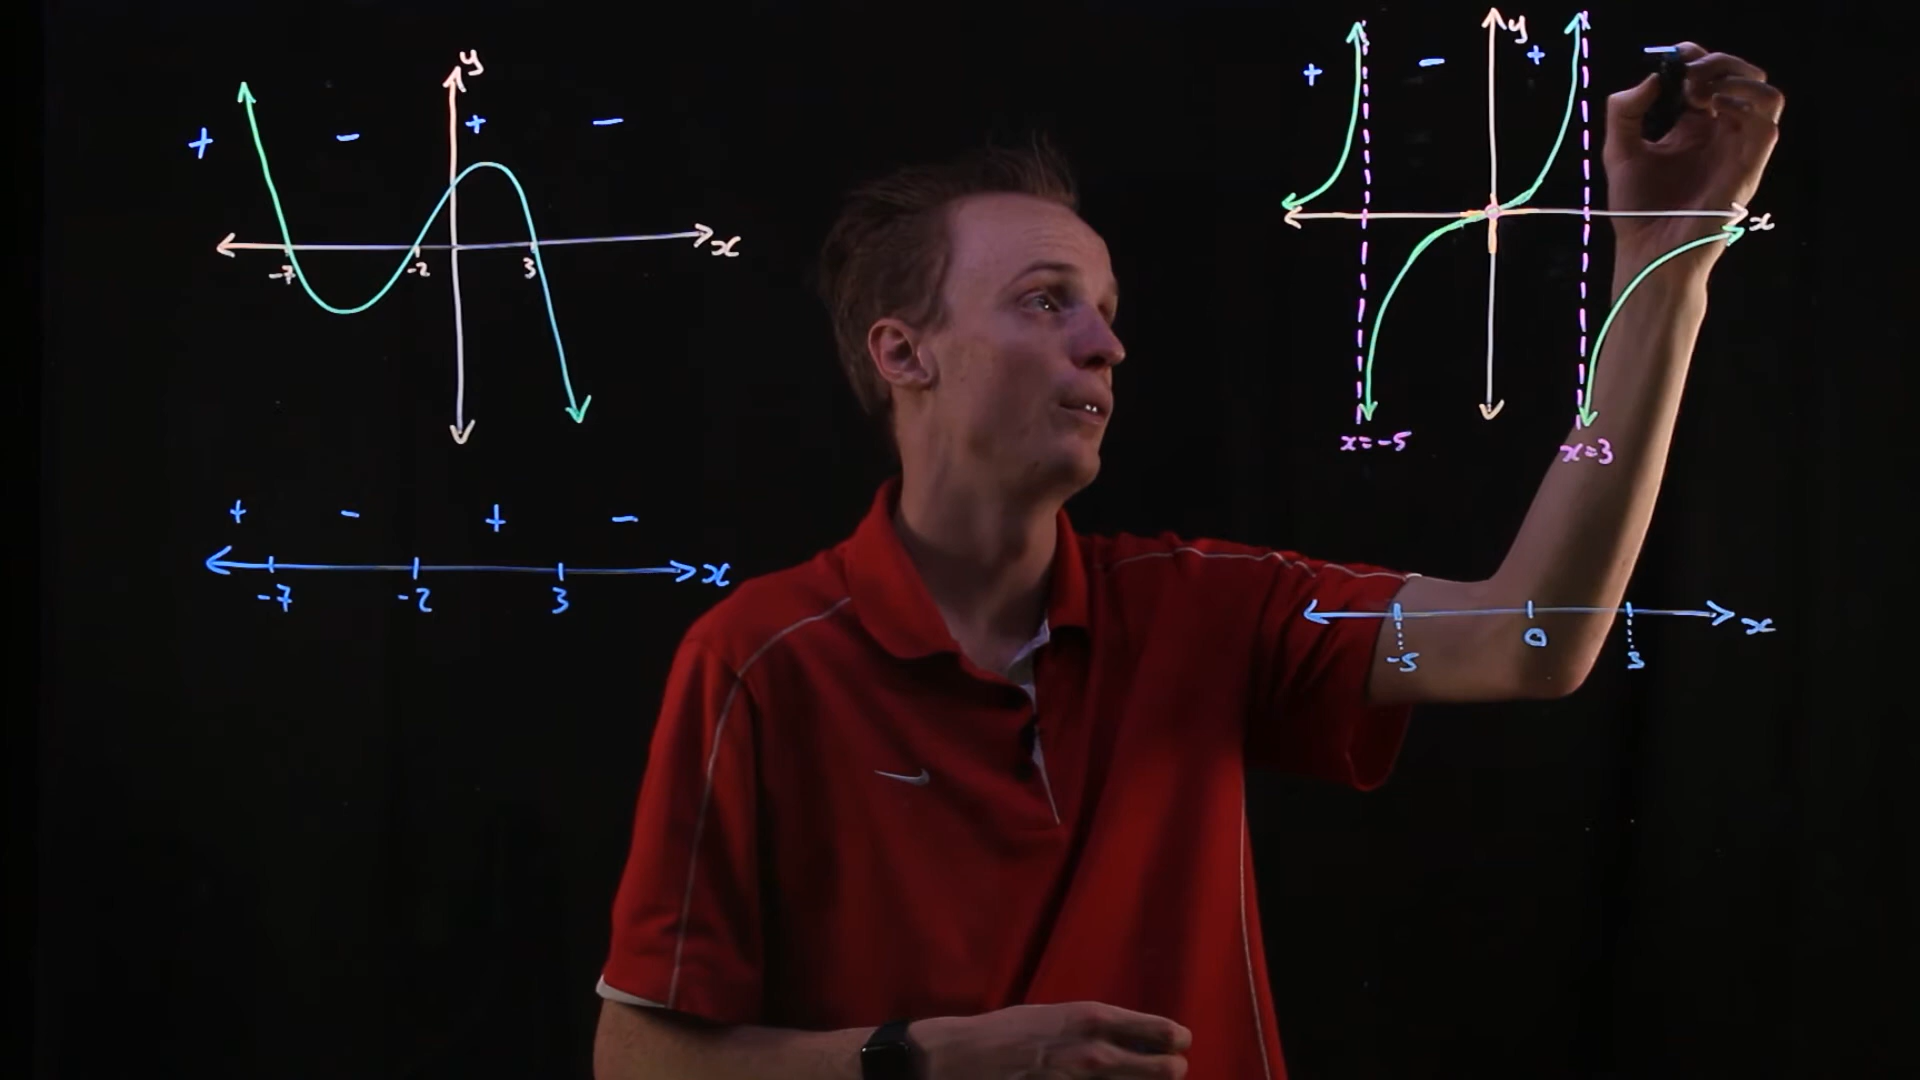 y
+ - + -
-7 -2 3 x
+ - + -
x
-7 -2 3
y
+ - + -
x
x=-5 x=3
x
-5 0 3